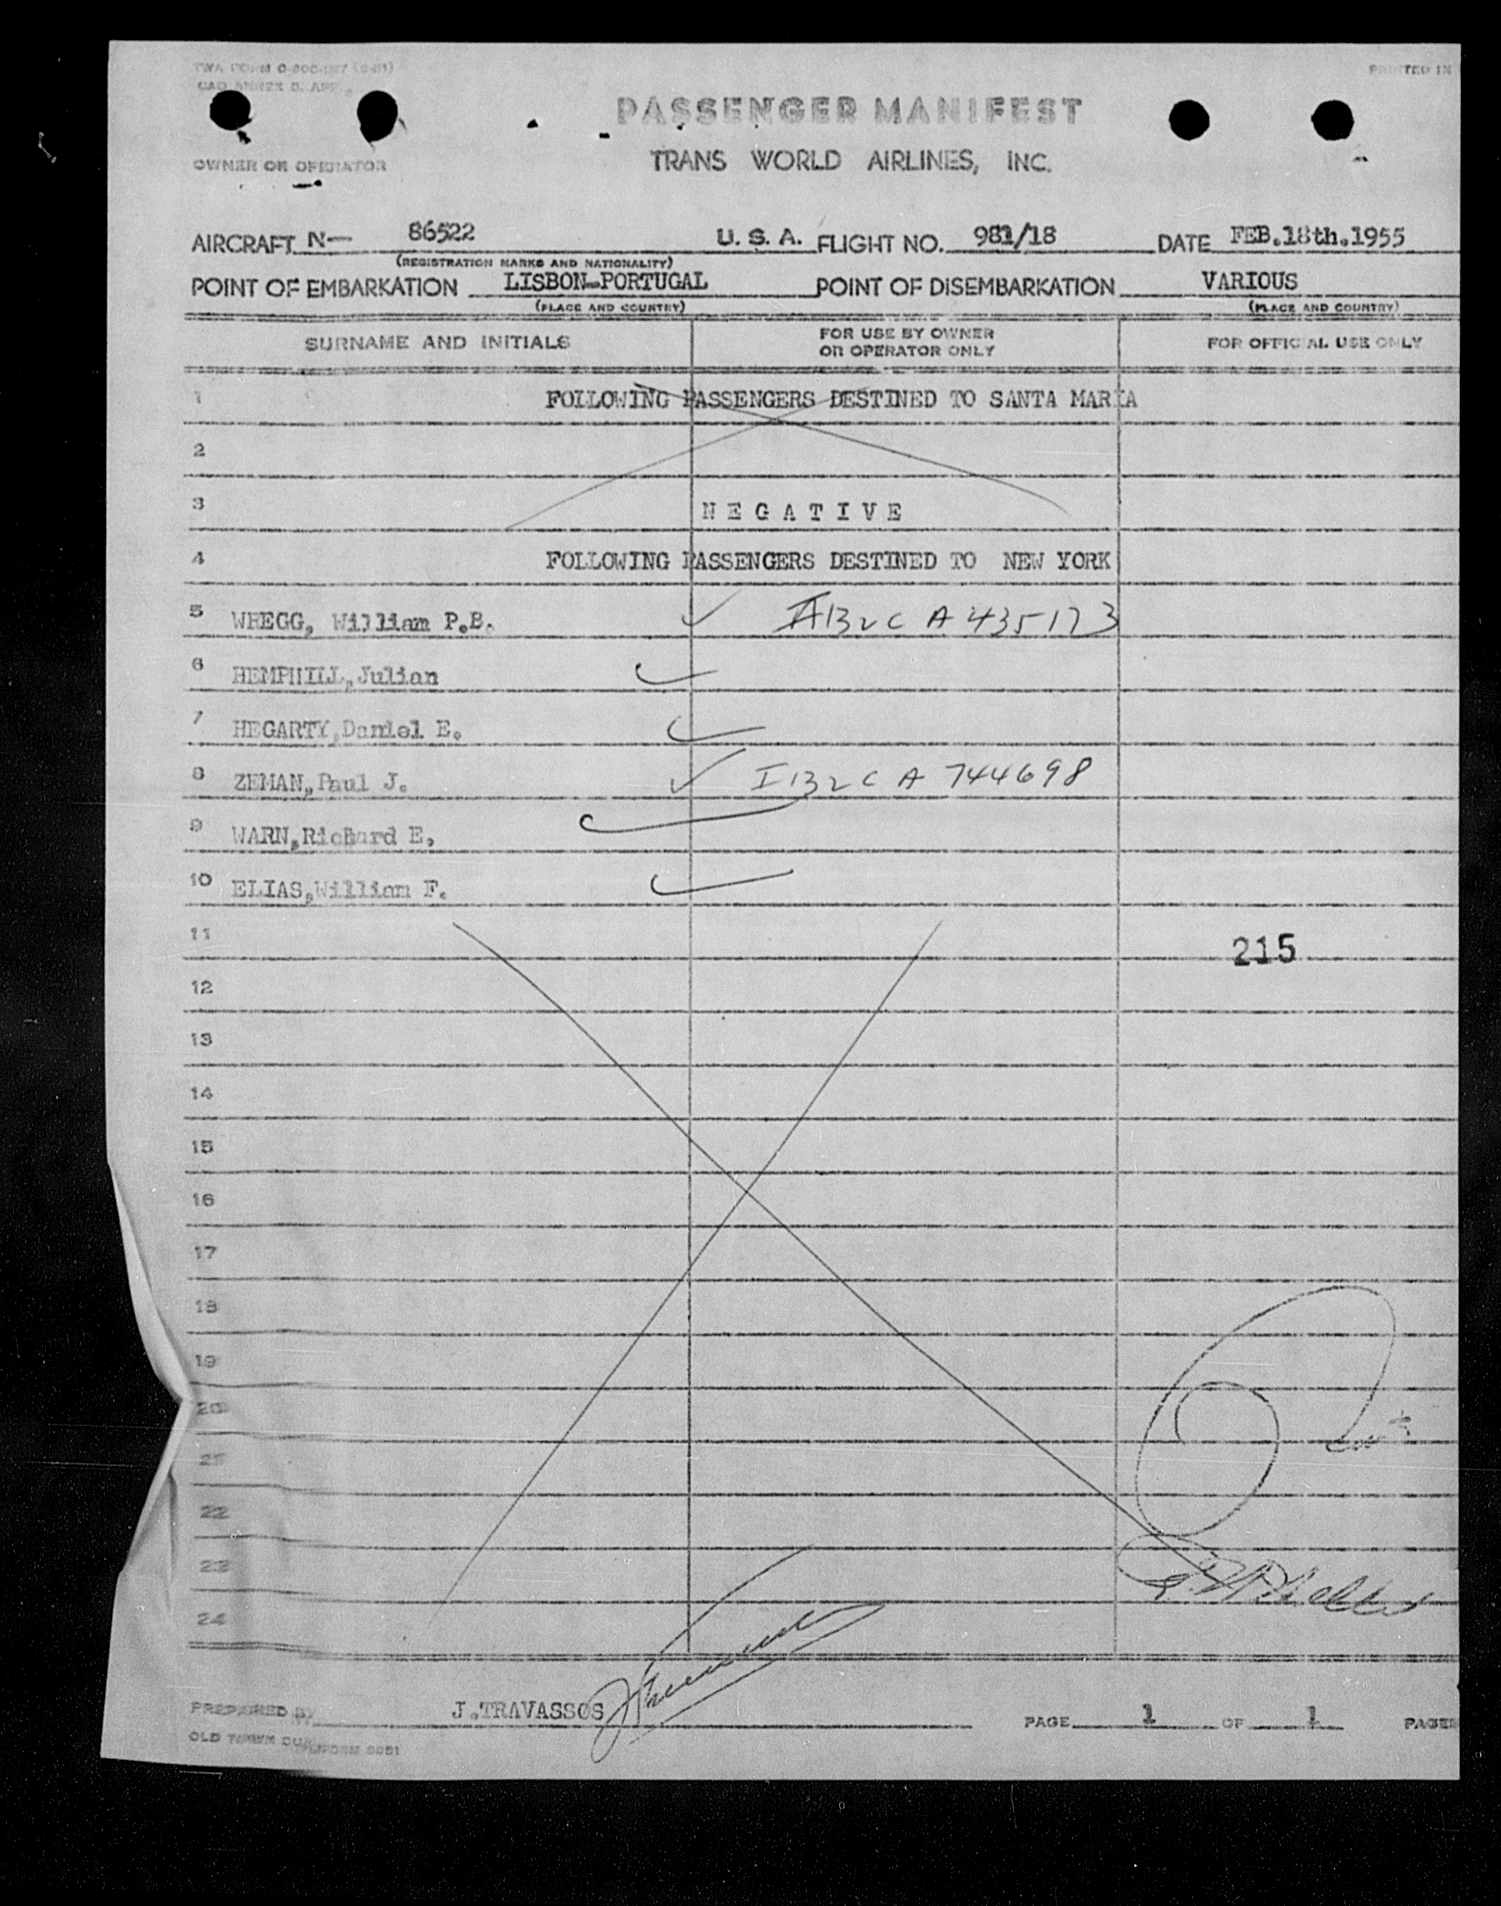 PRINTED IN
PASSENGER MANIFEST
OWNER OR OPERATOR
TRANS WORLD AIRLINES, INC.
AIRCRAFT N— 86522 U. S. A. FLIGHT NO. 981/18 DATE FEB.18th.1955
(REGISTRATION MARKS AND NATIONALITY)
POINT OF EMBARKATION LISBON-PORTUGAL POINT OF DISEMBARKATION VARIOUS
(PLACE AND COUNTRY) (PLACE AND COUNTRY)
SURNAME AND INITIALS FOR USE BY OWNER OR OPERATOR ONLY FOR OFFICIAL USE ONLY
1 FOLLOWING PASSENGERS DESTINED TO SANTA MARIA
2
3 N E G A T I V E
4 FOLLOWING PASSENGERS DESTINED TO NEW YORK
5 WREGG, William P.B. A 435173
6 HEMPHILL,Julian
7 HEGARTY,Daniel E.
8 ZEMAN,Paul J. A 744698
9 WARN,Richard E.
10 ELIAS,William F.
11 215
12
13
14
15
16
17
18
19
20
21
22
23
24
PREPARED BY J.TRAVASSOS PAGE 1 OF 1 PAGES